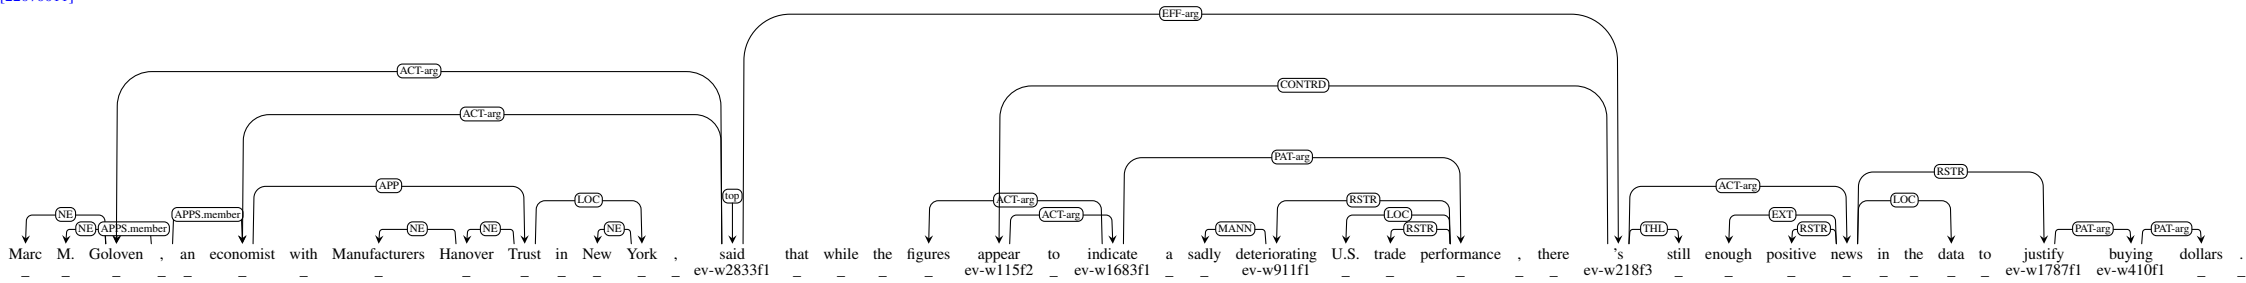 EFF-arg
ACT-arg
CONTRD
ACT-arg
PAT-arg
RSTR
APP ACT-arg
top
LOC ACT-arg RSTR LOC
NE APPS.member ACT-arg LOC EXT
NE APPS.member NE NE NE MANN RSTR THL RSTR PAT-arg PAT-arg
Marc M. Goloven , an economist with Manufacturers Hanover Trust in New York , said that while the figures appear to indicate a sadly deteriorating U.S. trade performance , there 's still enough positive news in the data to justify buying dollars .
_ _ _ _ _ _ _ _ _ _ _ _ _ _ ev-w2833f1 _ _ _ _ ev-w115f2 _ ev-w1683f1 _ _ ev-w911f1 _ _ _ _ _ ev-w218f3 _ _ _ _ _ _ _ _ ev-w1787f1 ev-w410f1 _ _